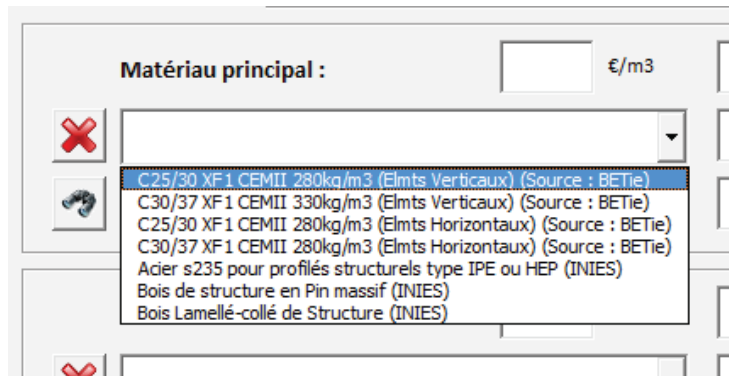 Matériau principal :
€/m3
C25/30 XF1 CEMII 280kg/m3 (Elmts Verticaux) (Source : BETie)
C30/37 XF1 CEMII 330kg/m3 (Elmts Verticaux) (Source : BETie)
C25/30 XF1 CEMII 280kg/m3 (Elmts Horizontaux) (Source : BETie)
C30/37 XF1 CEMII 280kg/m3 (Elmts Horizontaux) (Source : BETie)
Acier s235 pour profilés structurels type IPE ou HEP (INIES)
Bois de structure en Pin massif (INIES)
Bois Lamellé-collé de Structure (INIES)